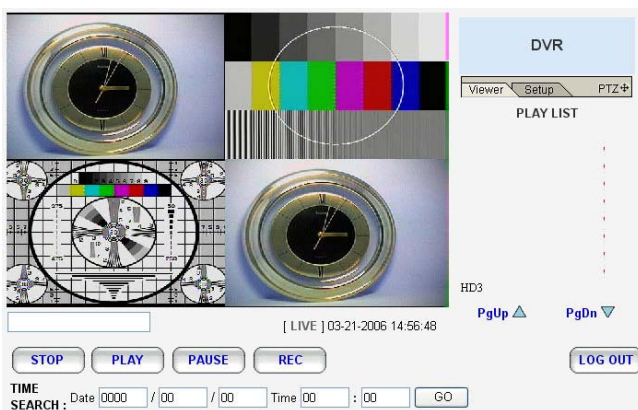 DVR
Viewer Setup PTZ
PLAY LIST
HD3
PgUp PgDn
[ LIVE ] 03-21-2006 14:56:48
STOP PLAY PAUSE REC LOG OUT
TIME
SEARCH : Date 0000 / 00 / 00 Time 00 : 00 GO